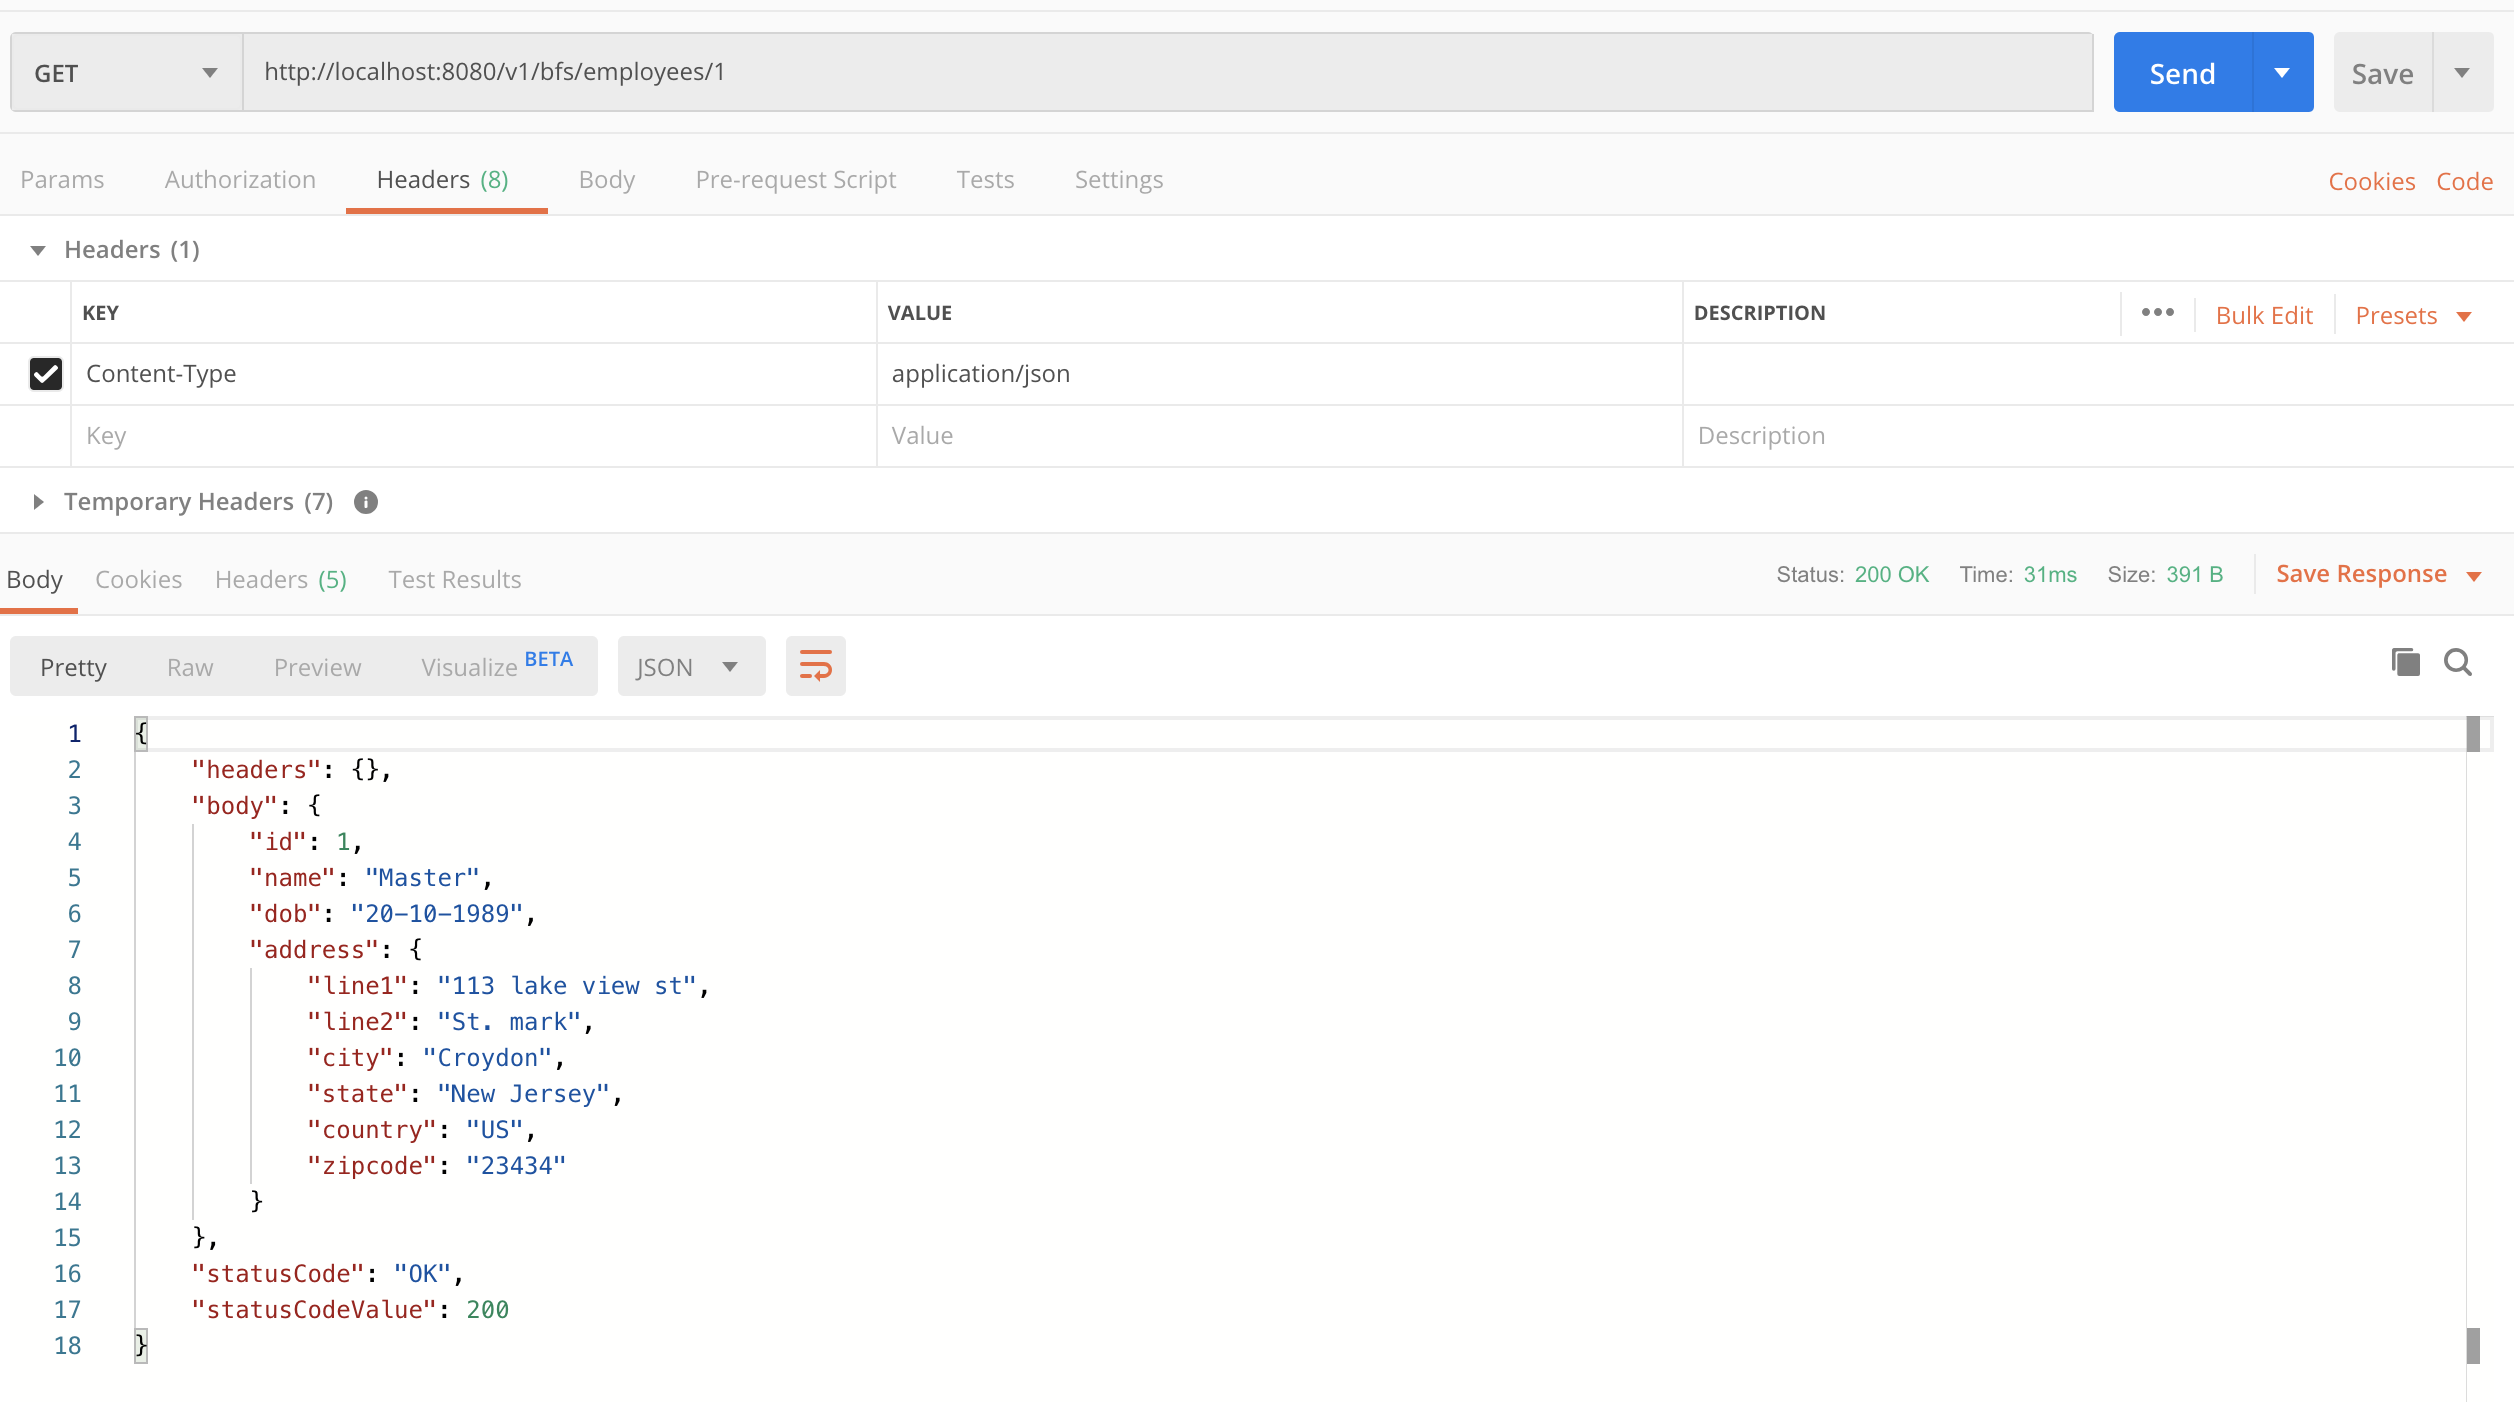 GET http://localhost:8080/v1/bfs/employees/1 Send Save
Params Authorization Headers (8) Body Pre-request Script Tests Settings Cookies Code
Headers (1)
KEY VALUE DESCRIPTION ••• Bulk Edit Presets
Content-Type application/json
Key Value Description
Temporary Headers (7) i
Body Cookies Headers (5) Test Results Status: 200 OK Time: 31ms Size: 391 B Save Response
Pretty Raw Preview Visualize BETA JSON
1 {
2 "headers": {},
3 "body": {
4 "id": 1,
5 "name": "Master",
6 "dob": "20-10-1989",
7 "address": {
8 "line1": "113 lake view st",
9 "line2": "St. mark",
10 "city": "Croydon",
11 "state": "New Jersey",
12 "country": "US",
13 "zipcode": "23434"
14 }
15 },
16 "statusCode": "OK",
17 "statusCodeValue": 200
18 }